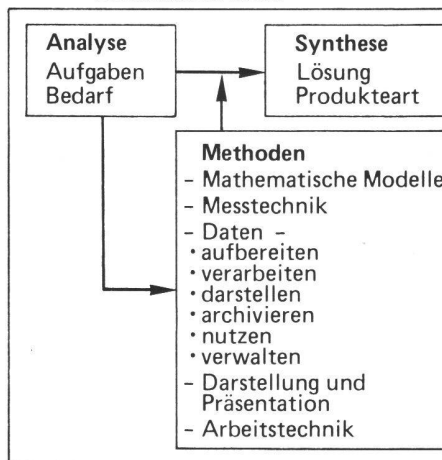 Analyse
Aufgaben
Bedarf
Synthese
Lösung
Produkteart
Methoden
– Mathematische Modelle
– Messtechnik
– Daten –
· aufbereiten
· verarbeiten
· darstellen
· archivieren
· nutzen
· verwalten
– Darstellung und
Präsentation
– Arbeitstechnik